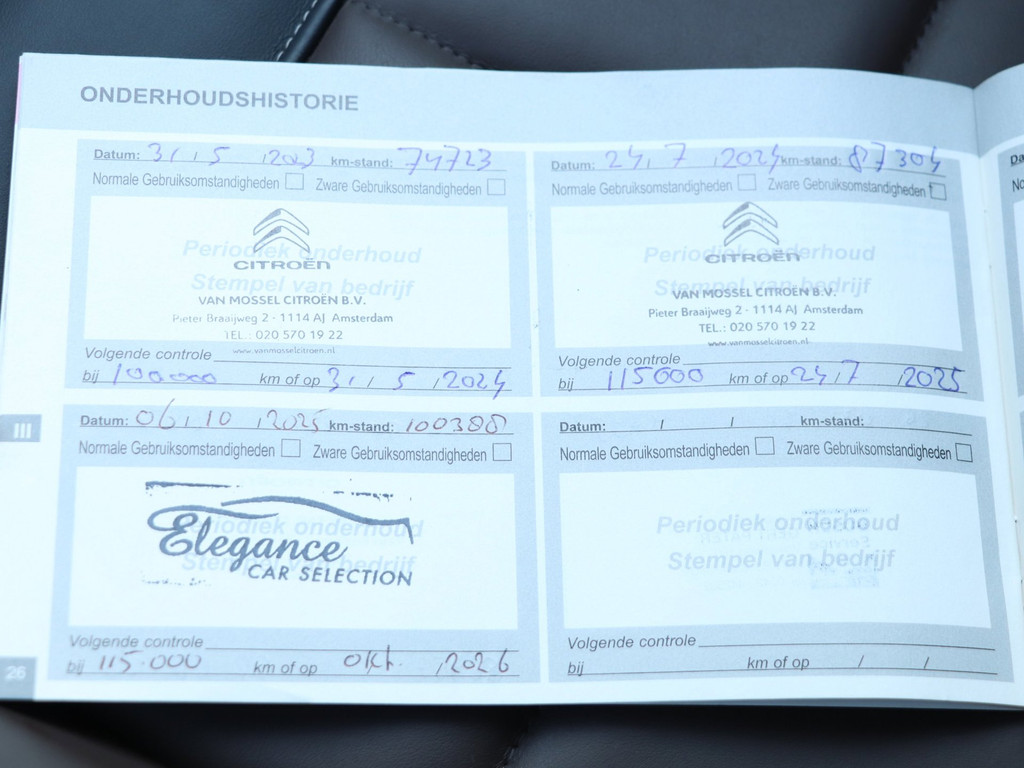 ONDERHOUDSHISTORIE
Datum: 31 / 5 / 2023 km-stand: 74723
Normale Gebruiksomstandigheden Zware Gebruiksomstandigheden
Periodiek onderhoud
CITROËN
Stempel van bedrijf
VAN MOSSEL CITROËN B.V.
Pieter Braaijweg 2 - 1114 AJ Amsterdam
TEL.: 020 570 19 22
www.vanmosselcitroen.nl
Volgende controle
bij 100000 km of op 31 / 5 / 2024
Datum: 24 / 7 / 2024 km-stand: 87304
Normale Gebruiksomstandigheden Zware Gebruiksomstandigheden
Periodiek onderhoud
CITROËN
Stempel van bedrijf
VAN MOSSEL CITROËN B.V.
Pieter Braaijweg 2 - 1114 AJ Amsterdam
TEL.: 020 570 19 22
www.vanmosselcitroen.nl
Volgende controle
bij 115000 km of op 24 / 7 / 2025
Datum: 06 / 10 / 2025 km-stand: 100388
Normale Gebruiksomstandigheden Zware Gebruiksomstandigheden
Periodiek onderhoud
Elegance
Stempel van bedrijf
CAR SELECTION
Volgende controle
bij 115.000 km of op okt. / 2026
Datum: / / km-stand:
Normale Gebruiksomstandigheden Zware Gebruiksomstandigheden
Periodiek onderhoud
Stempel van bedrijf
Volgende controle
bij km of op / /
III
26